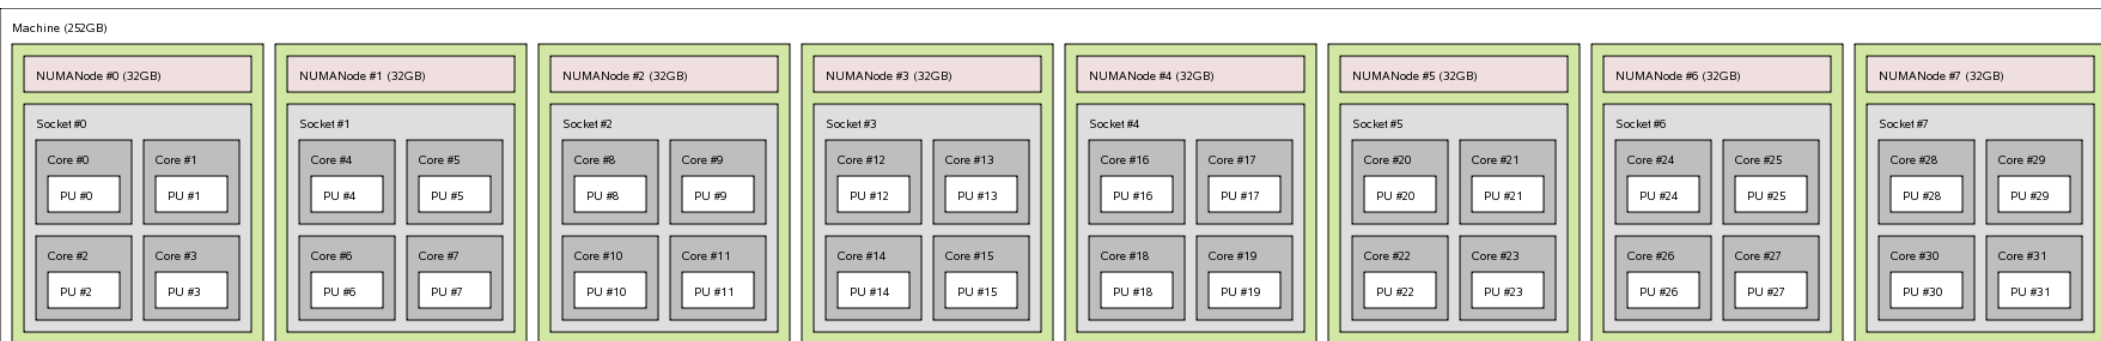 Machine (252GB)
NUMANode #0 (32GB)
Socket#0
Core #0
Core #1
PU #0
PU #1
Core #2
Core #3
PU #2
PU #3
NUMANode #1 (32GB)
Socket#1
Core #4
Core #5
PU #4
PU #5
Core #6
Core #7
PU #6
PU #7
NUMANode #2 (32GB)
Socket#2
Core #8
Core #9
PU #8
PU #9
Core #10
Core #11
PU #10
PU #11
NUMANode #3 (32GB)
Socket#3
Core #12
Core #13
PU #12
PU #13
Core #14
Core #15
PU #14
PU #15
NUMANode #4 (32GB)
Socket#4
Core #16
Core #17
PU #16
PU #17
Core #18
Core #19
PU #18
PU #19
NUMANode #5 (32GB)
Socket#5
Core #20
Core #21
PU #20
PU #21
Core #22
Core #23
PU #22
PU #23
NUMANode #6 (32GB)
Socket#6
Core #24
Core #25
PU #24
PU #25
Core #26
Core #27
PU #26
PU #27
NUMANode #7 (32GB)
Socket#7
Core #28
Core #29
PU #28
PU #29
Core #30
Core #31
PU #30
PU #31